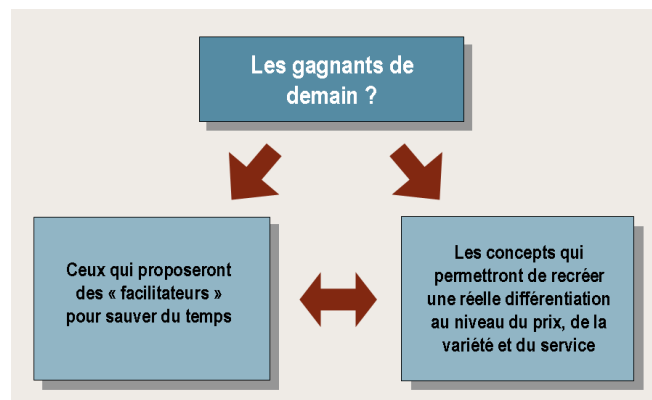 Les gagnants de
demain ?
Ceux qui proposeront
des « facilitateurs »
pour sauver du temps
Les concepts qui
permettront de recréer
une réelle différentiation
au niveau du prix, de la
variété et du service